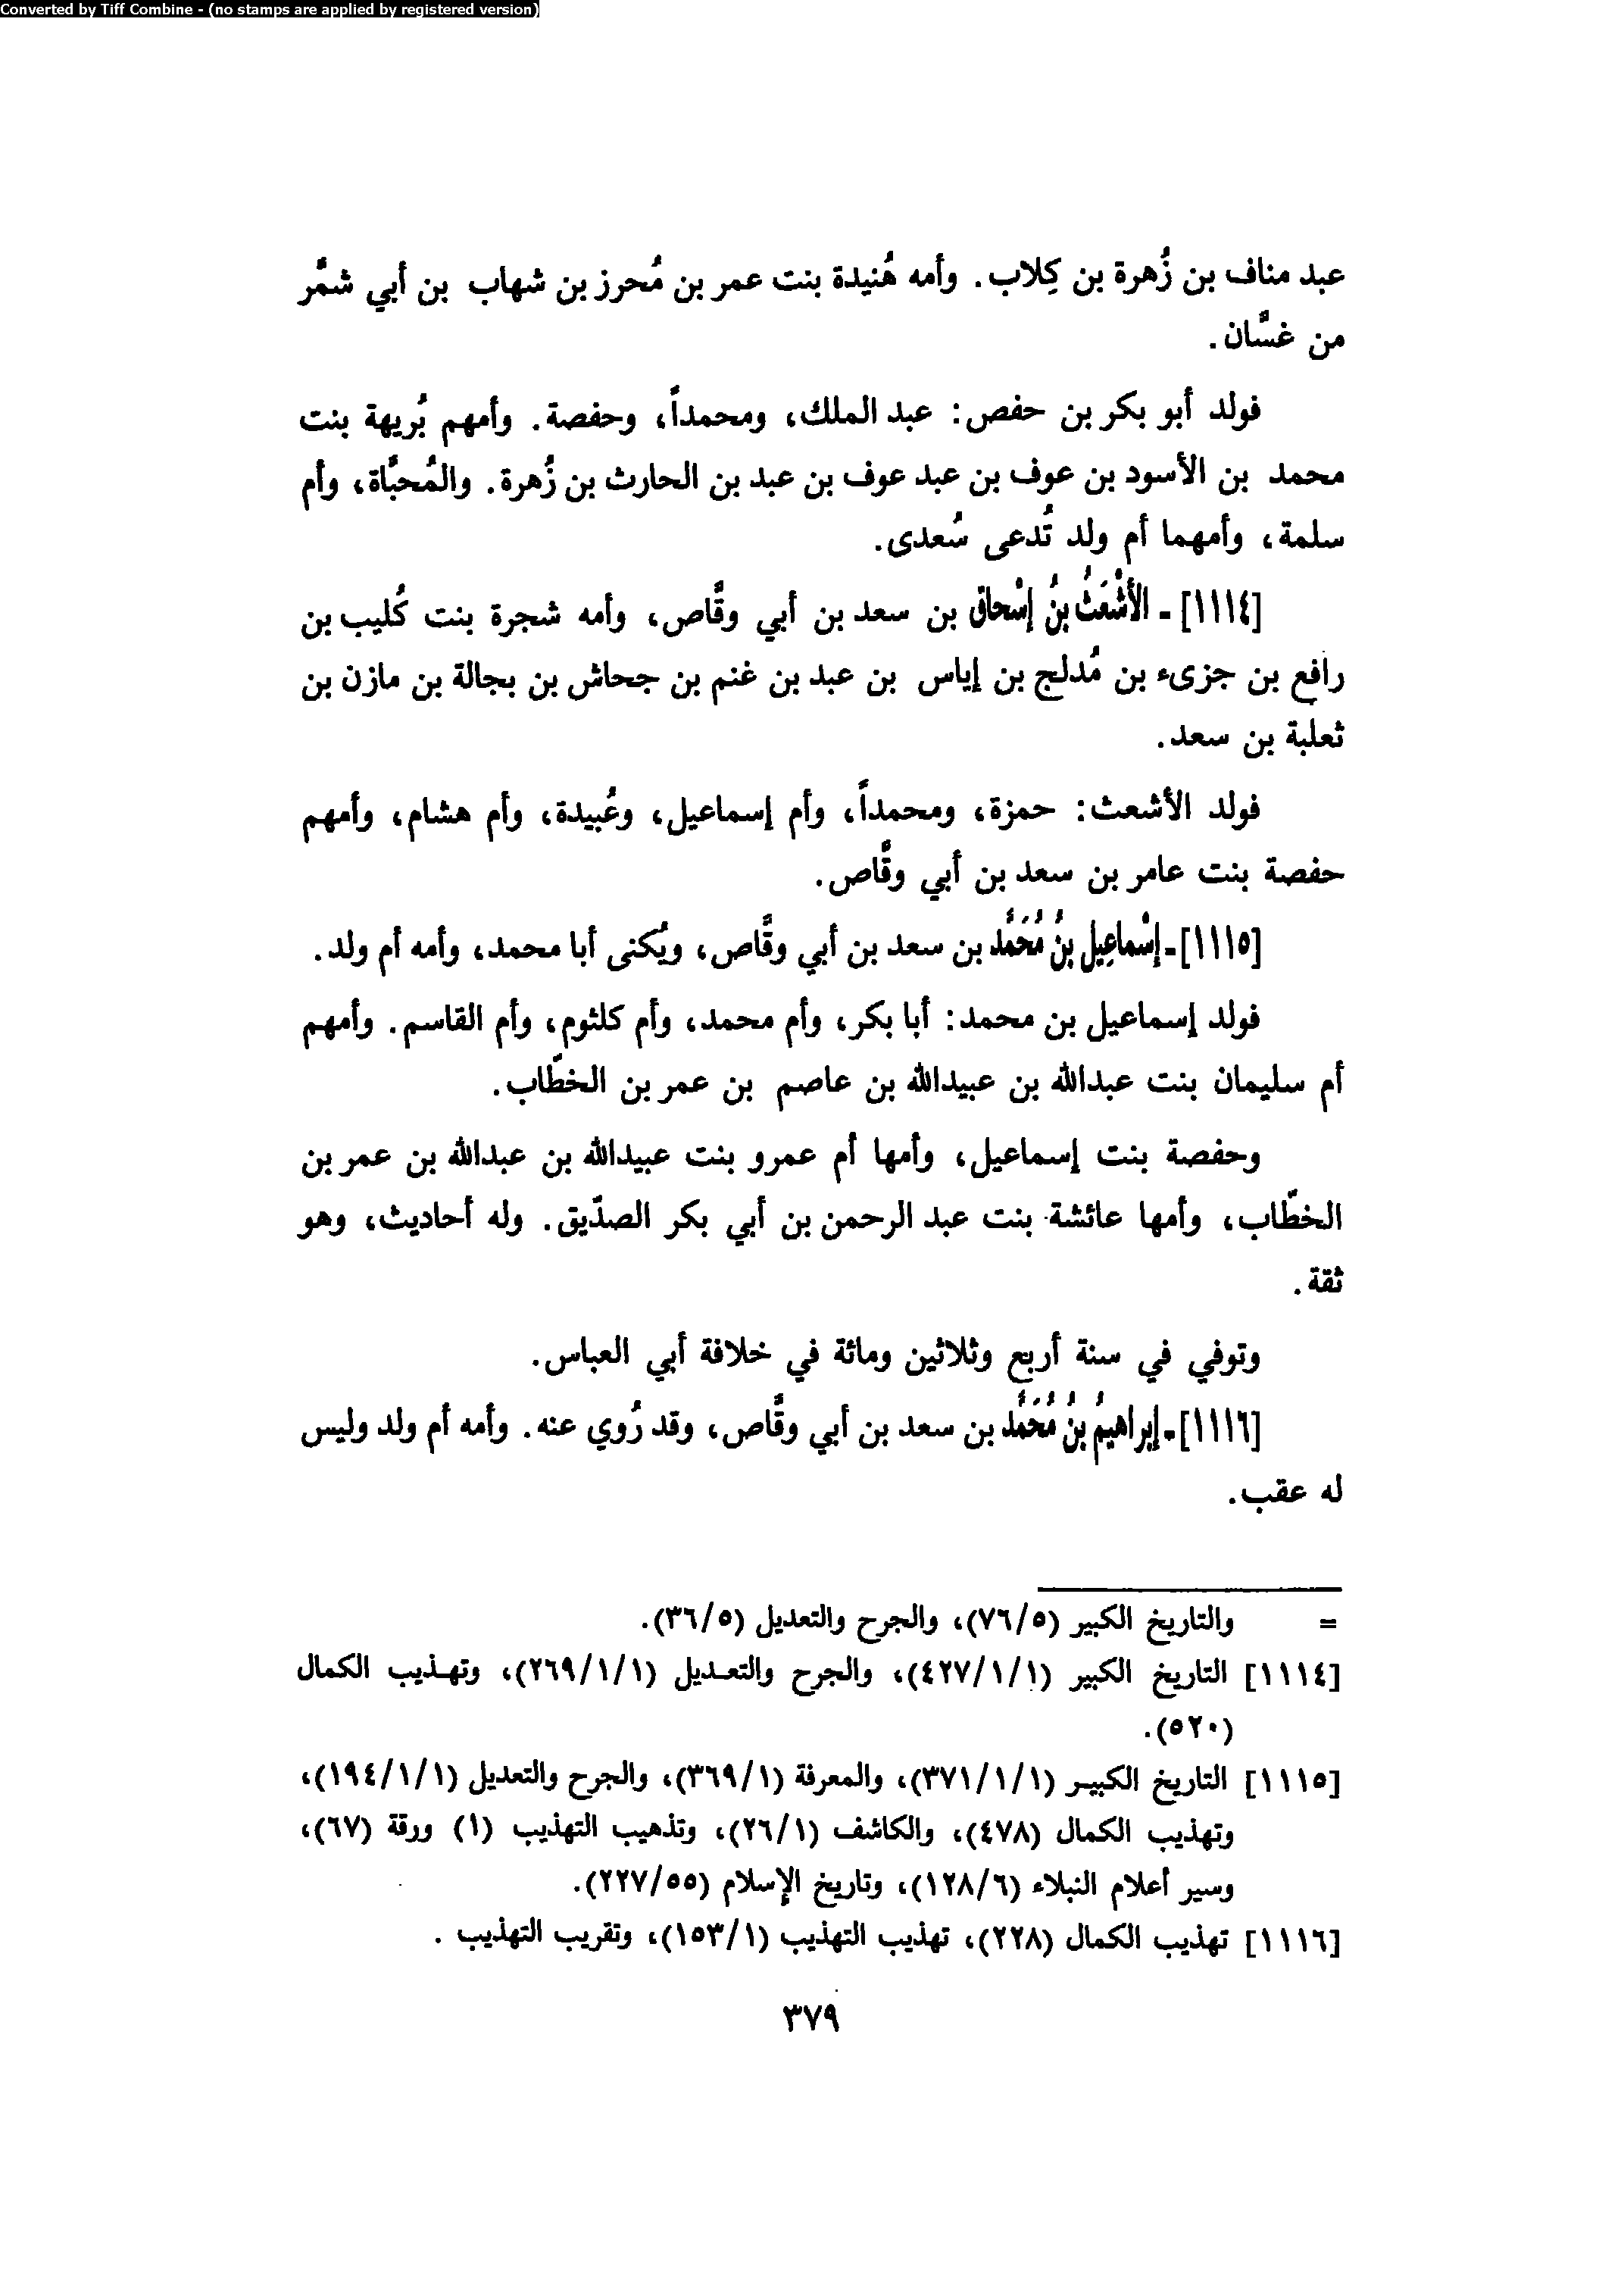 Converted by Tiff Combine - (no stamps are applied by registered version)
عبد مناف بن زُهرة بن كِلاب. وأمه هُنيدة بنت عمر بن مُحرز بن شهاب بن أبي شمَّر
من غسَّان.
فولد أبو بكر بن حفص: عبد الملك، ومحمداً، وحفصة. وأمهم بُريهة بنت
محمد بن الأسود بن عوف بن عبد عوف بن عبد بن الحارث بن زُهرة. والمُحبَّاة، وأم
سلمة، وأمهما أم ولد تُدعى سُعدى.
[١١١٤] - الأَشْعَثُ بنُ إسْحاق بن سعد بن أبي وقَّاص، وأمه شجرة بنت كُليب بن
رافع بن جزىء بن مُدلج بن إياس بن عبد بن غنم بن جحاش بن بجالة بن مازن بن
ثعلبة بن سعد.
فولد الأشعث: حمزة، ومحمداً، وأم إسماعيل، وعُبيدة، وأم هشام، وأمهم
حفصة بنت عامر بن سعد بن أبي وقَّاص.
[١١١٥]- إسْماعِيل بنُ مُحَمَّد بن سعد بن أبي وقَّاص، ويُكنى أبا محمد، وأمه أم ولد.
فولد إسماعيل بن محمد: أبا بكر، وأم محمد، وأم كلثوم، وأم القاسم. وأمهم
أم سليمان بنت عبدالله بن عبيدالله بن عاصم بن عمر بن الخطّاب.
وحفصة بنت إسماعيل، وأمها أم عمرو بنت عبيدالله بن عبدالله بن عمر بن
الخطّاب، وأمها عائشة بنت عبد الرحمن بن أبي بكر الصدّيق. وله أحاديث، وهو
ثقة.
وتوفي في سنة أربع وثلاثين ومائة في خلافة أبي العباس.
[١١١٦]- إبراهيمُ بنُ مُحَمَّد بن سعد بن أبي وقَّاص، وقد رُوي عنه. وأمه أم ولد وليس
له عقب.
= والتاريخ الكبير (٧٦/٥)، والجرح والتعديل (٣٦/٥).
[١١١٤] التاريخ الكبير (٤٢٧/١/١)، والجرح والتعديل (٢٦٩/١/١)، وتهذيب الكمال
(٥٢٠).
[١١١٥] التاريخ الكبير (٣٧١/١/١)، والمعرفة (٣٦٩/١)، والجرح والتعديل (١٩٤/١/١)،
وتهذيب الكمال (٤٧٨)، والكاشف (٢٦/١)، وتذهيب التهذيب (١) ورقة (٦٧)،
وسير أعلام النبلاء (١٢٨/٦)، وتاريخ الإسلام (٢٢٧/٥٥).
[١١١٦] تهذيب الكمال (٢٢٨)، تهذيب التهذيب (١٥٣/١)، وتقريب التهذيب .
٣٧٩